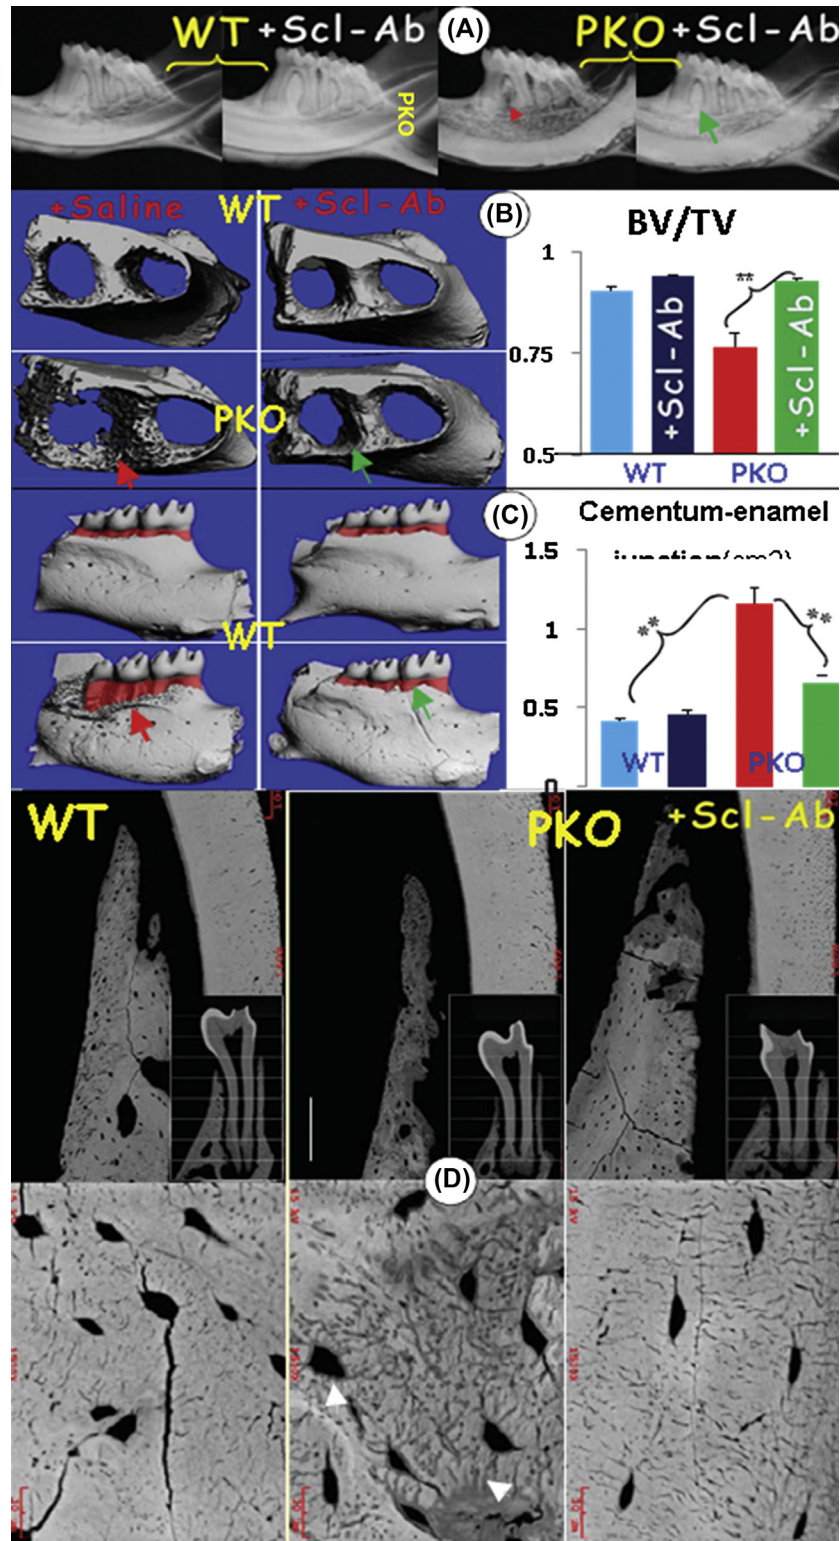 WT +Scl-Ab (A) PKO +Scl-Ab
PKO
+Saline WT +Scl-Ab (B)
PKO
BV/TV
1
0.75
0.5
**
+Scl-Ab
+Scl-Ab
WT PKO
(C)
WT
Cementum-enamel
junction(cm2)
1.5
1
0.5
0
**
**
WT PKO
WT PKO +Scl-Ab
(D)